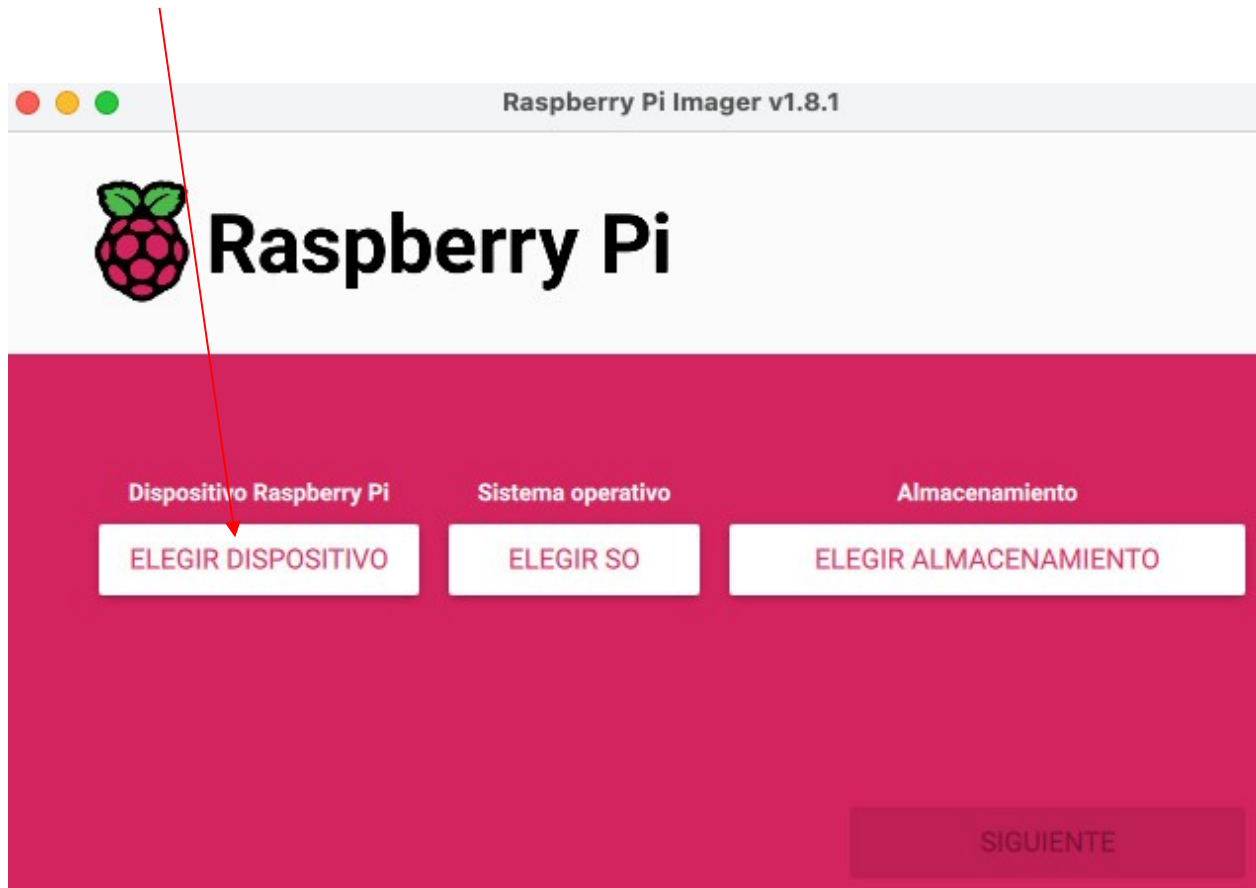 Raspberry Pi Imager v1.8.1
Raspberry Pi
Dispositivo Raspberry Pi
Sistema operativo
Almacenamiento
ELEGIR DISPOSITIVO
ELEGIR SO
ELEGIR ALMACENAMIENTO
SIGUIENTE